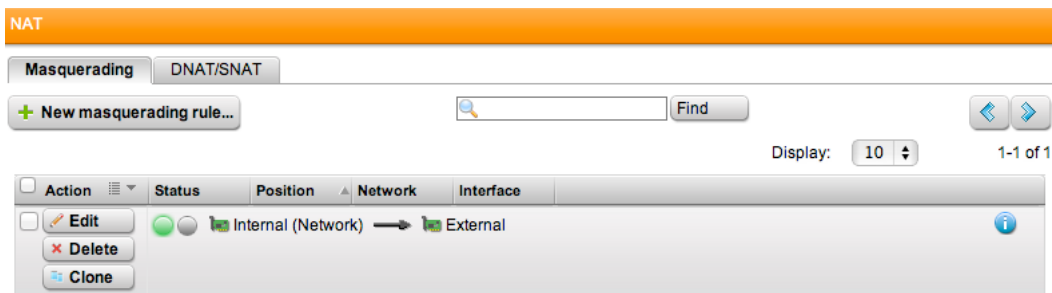 NAT
Masquerading DNAT/SNAT
New masquerading rule... Find
Display: 10 1-1 of 1
Action Status Position Network Interface
Edit Internal (Network) External
Delete
Clone